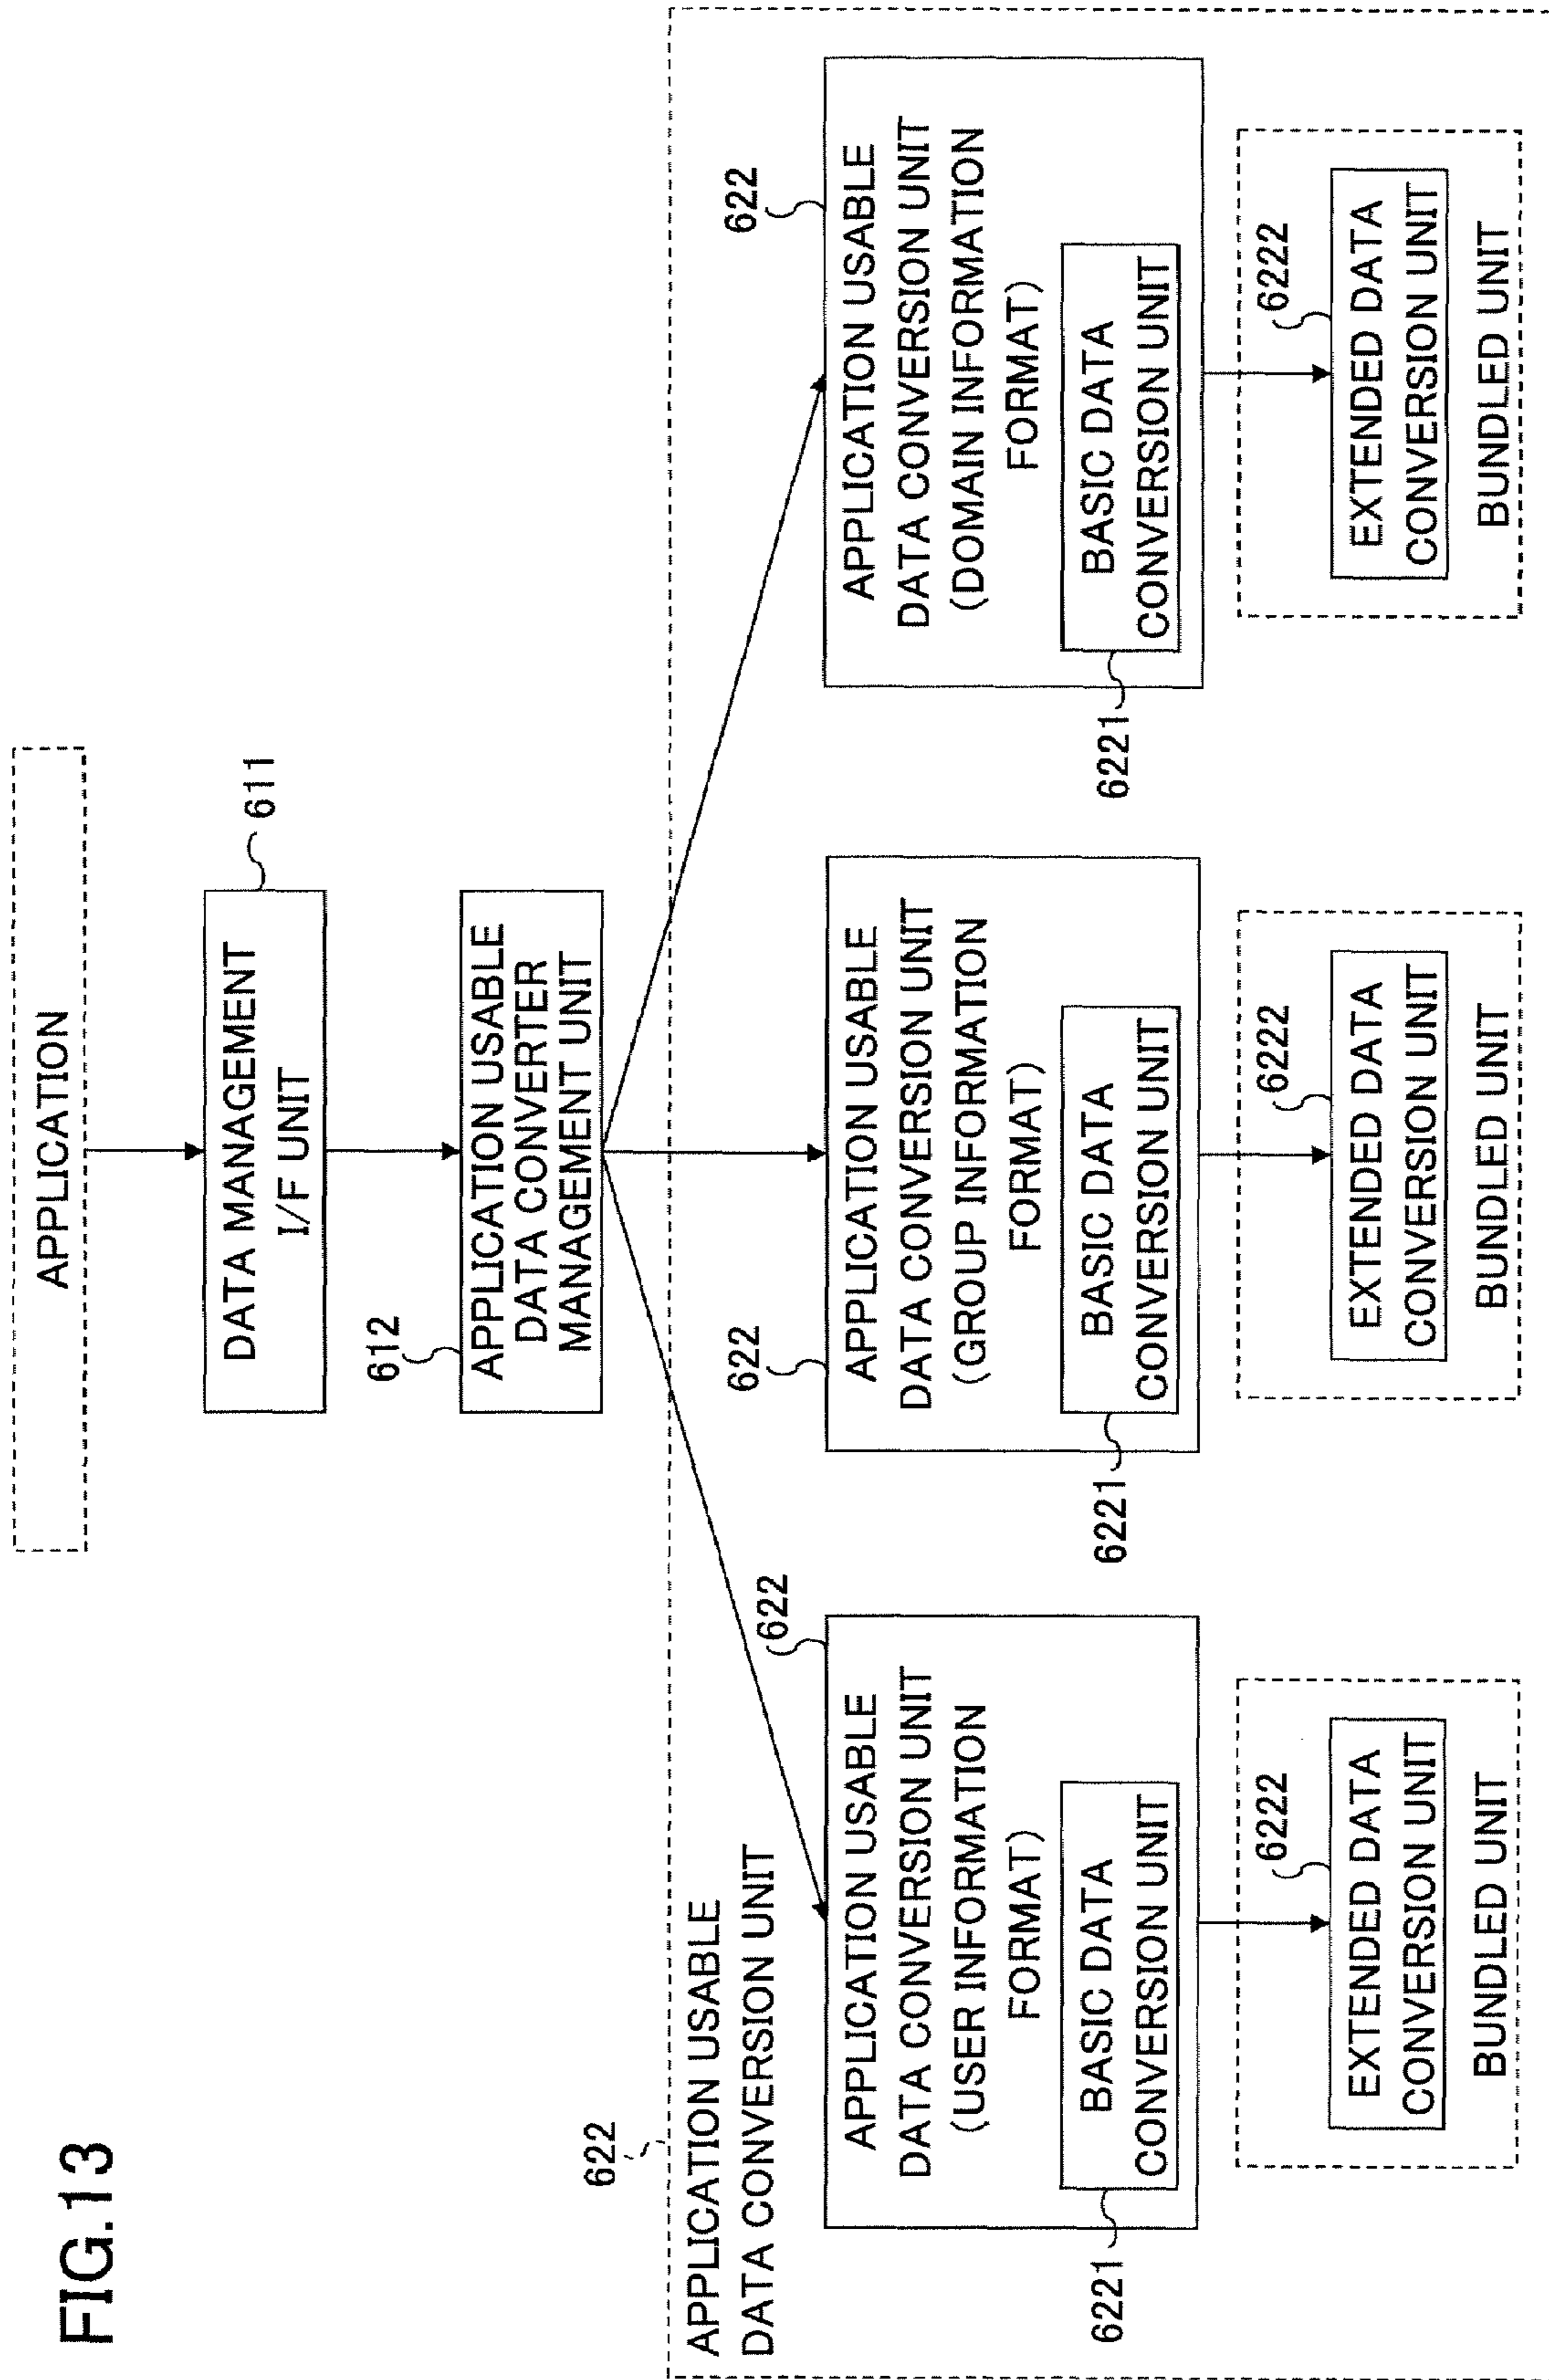 FIG.13
APPLICATION
DATA MANAGEMENT
I/F UNIT
611
612
APPLICATION USABLE
DATA CONVERTER
MANAGEMENT UNIT
622
APPLICATION USABLE
DATA CONVERSION UNIT
622
APPLICATION USABLE
DATA CONVERSION UNIT
(USER INFORMATION
FORMAT)
BASIC DATA
CONVERSION UNIT
6221
6222
EXTENDED DATA
CONVERSION UNIT
BUNDLED UNIT
622
APPLICATION USABLE
DATA CONVERSION UNIT
(GROUP INFORMATION
FORMAT)
BASIC DATA
CONVERSION UNIT
6221
6222
EXTENDED DATA
CONVERSION UNIT
BUNDLED UNIT
622
APPLICATION USABLE
DATA CONVERSION UNIT
(DOMAIN INFORMATION
FORMAT)
BASIC DATA
CONVERSION UNIT
6221
6222
EXTENDED DATA
CONVERSION UNIT
BUNDLED UNIT